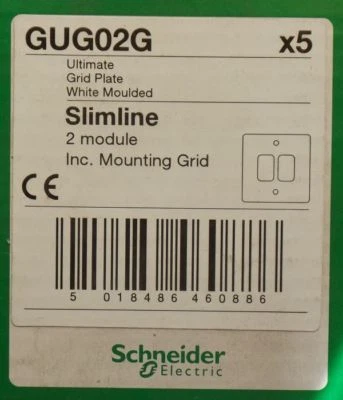 GUG02G x5
Ultimate
Grid Plate
White Moulded
Slimline
2 module
Inc. Mounting Grid
CE
5 018486 460886
Schneider
Electric